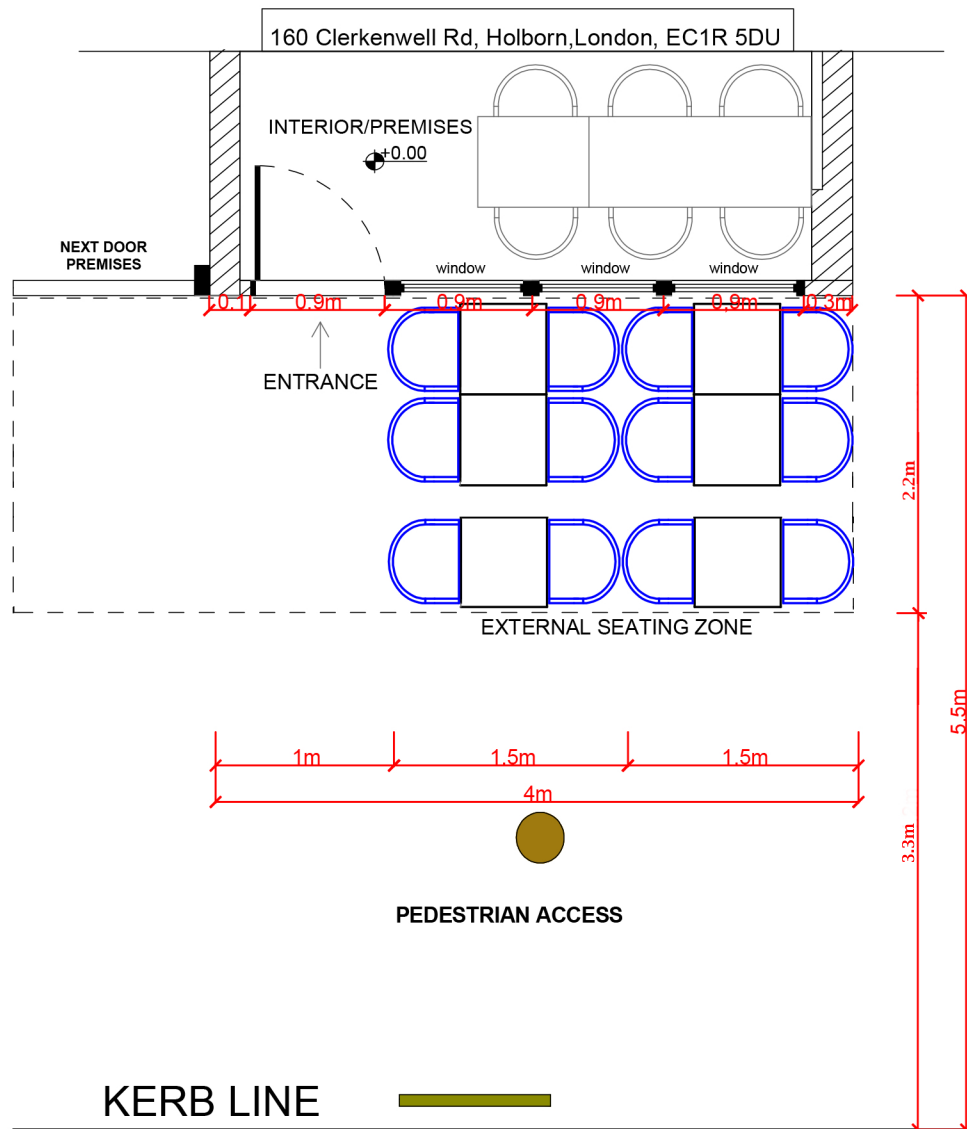 160 Clerkenwell Rd, Holborn,London, EC1R 5DU
INTERIOR/PREMISES
+0.00
NEXT DOOR
PREMISES
window
window
window
0.1
0.9m
0.9m
0.9m
0.9m
0.3m
ENTRANCE
2.2m
EXTERNAL SEATING ZONE
5.5m
1m
1.5m
1.5m
4m
3.3m
PEDESTRIAN ACCESS
KERB LINE